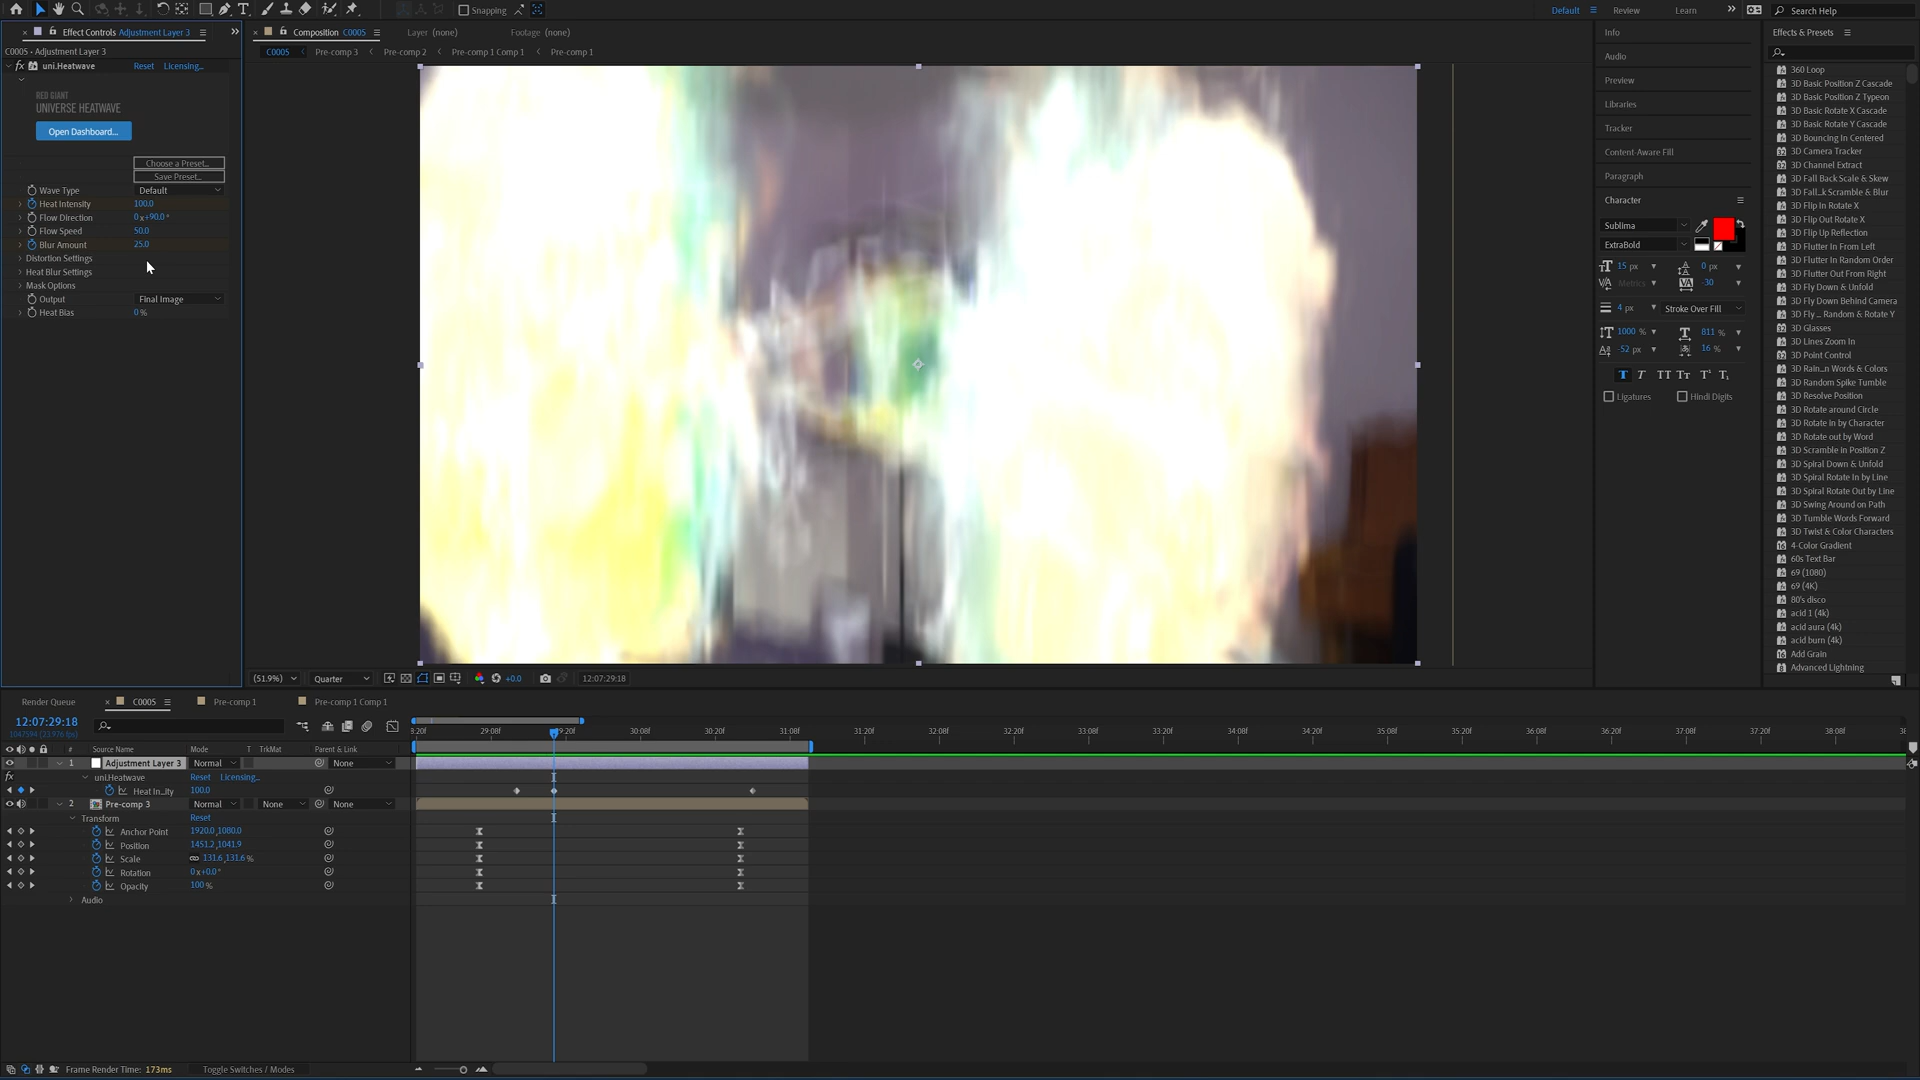 Snapping
Default
Review
Learn
Search Help
Effect Controls Adjustment Layer 3
C0005 • Adjustment Layer 3
fx uni.Heatwave Reset Licensing...
RED GIANT
UNIVERSE HEATWAVE
Open Dashboard...
Choose a Preset...
Save Preset...
Wave Type Default
Heat Intensity 100.0
Flow Direction 0x+90.0°
Flow Speed 50.0
Blur Amount 25.0
Distortion Settings
Heat Blur Settings
Mask Options
Output Final Image
Heat Bias 0 %
Composition C0005
Layer (none)
Footage (none)
C0005 Pre-comp 3 Pre-comp 2 Pre-comp 1 Comp 1 Pre-comp 1
(51.9%) Quarter +0.0 12:07:29:18
Info
Audio
Preview
Libraries
Tracker
Content-Aware Fill
Paragraph
Character
Sublima
ExtraBold
15 px 0 px
Metrics -30
4 px Stroke Over Fill
1000 % 811 %
-52 px 16 %
T T TT Tt T¹ T₁
Ligatures Hindi Digits
Effects & Presets
360 Loop
3D Basic Position Z Cascade
3D Basic Position Z Typeon
3D Basic Rotate X Cascade
3D Basic Rotate Y Cascade
3D Bouncing In Centered
3D Camera Tracker
3D Channel Extract
3D Fall Back Scale & Skew
3D Fall...k Scramble & Blur
3D Flip In Rotate X
3D Flip Out Rotate X
3D Flip Up Reflection
3D Flutter In From Left
3D Flutter In Random Order
3D Flutter Out From Right
3D Fly Down & Unfold
3D Fly Down Behind Camera
3D Fly ... Random & Rotate Y
3D Glasses
3D Lines Zoom In
3D Point Control
3D Rain...n Words & Colors
3D Random Spike Tumble
3D Resolve Position
3D Rotate around Circle
3D Rotate in by Character
3D Rotate out by Word
3D Scramble in Position Z
3D Spiral Down & Unfold
3D Spiral Rotate In by Line
3D Spiral Rotate Out by Line
3D Swing Around on Path
3D Tumble Words Forward
3D Twist & Color Characters
4-Color Gradient
60s Text Bar
69 (1080)
69 (4K)
80's disco
acid 1 (4k)
acid aura (4k)
acid burn (4k)
Add Grain
Advanced Lightning
Render Queue C0005 Pre-comp 1 Pre-comp 1 Comp 1
12:07:29:18
1047594 (23.976 fps)
8:20f 29:08f 29:20f 30:08f 30:20f 31:08f 31:20f 32:08f 32:20f 33:08f 33:20f 34:08f 34:20f 35:08f 35:20f 36:08f 36:20f 37:08f 37:20f 38:08f
# Source Name Mode T TrkMat Parent & Link
1 Adjustment Layer 3 Normal None
fx uni.Heatwave Reset Licensing...
Heat In...ity 100.0
2 Pre-comp 3 Normal None None
Transform Reset
Anchor Point 1920.0,1080.0
Position 1451.2,1041.9
Scale 131.6,131.6 %
Rotation 0x+0.0°
Opacity 100 %
Audio
Frame Render Time: 173ms Toggle Switches / Modes